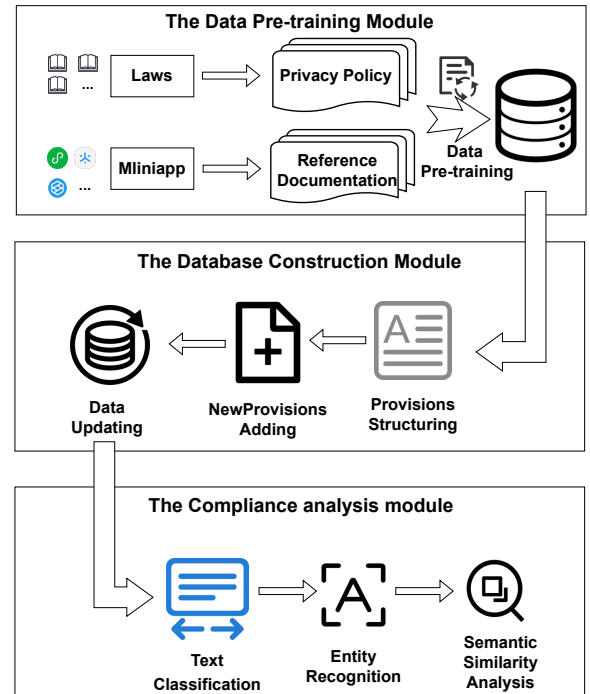 The Data Pre-training Module
Laws
Privacy Policy
...
Mliniapp
Reference
Documentation
...
Data
Pre-training
The Database Construction Module
A
Data
Updating
NewProvisions
Adding
Provisions
Structuring
The Compliance analysis module
A
Text
Classification
Entity
Recognition
Semantic
Similarity
Analysis